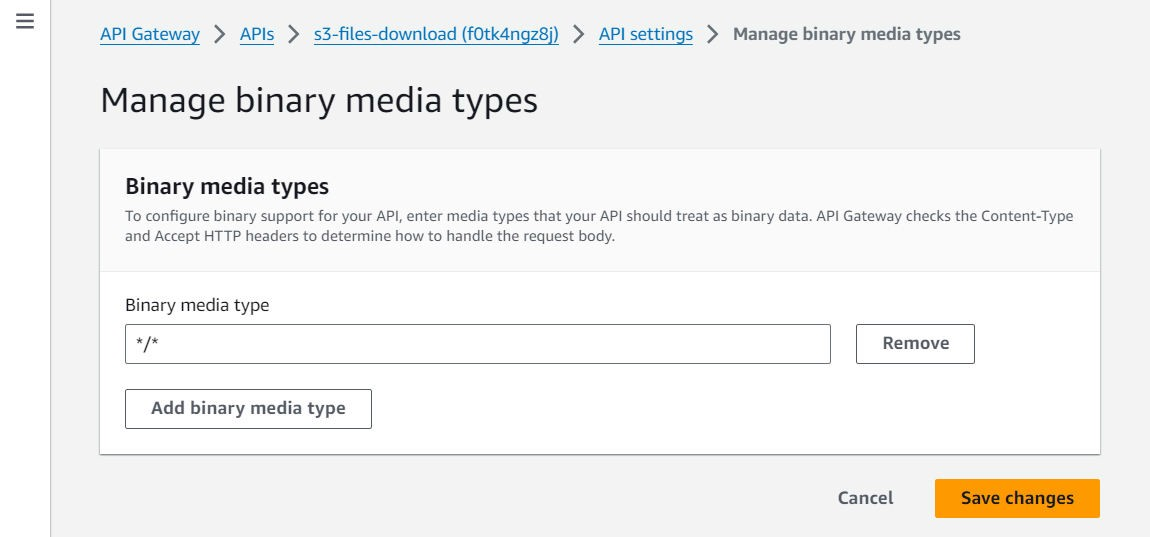 API Gateway > APIs > s3-files-download (f0tk4ngz8j) > API settings > Manage binary media types
Manage binary media types
Binary media types
To configure binary support for your API, enter media types that your API should treat as binary data. API Gateway checks the Content-Type
and Accept HTTP headers to determine how to handle the request body.
Binary media type
*/* Remove
Add binary media type
Cancel Save changes